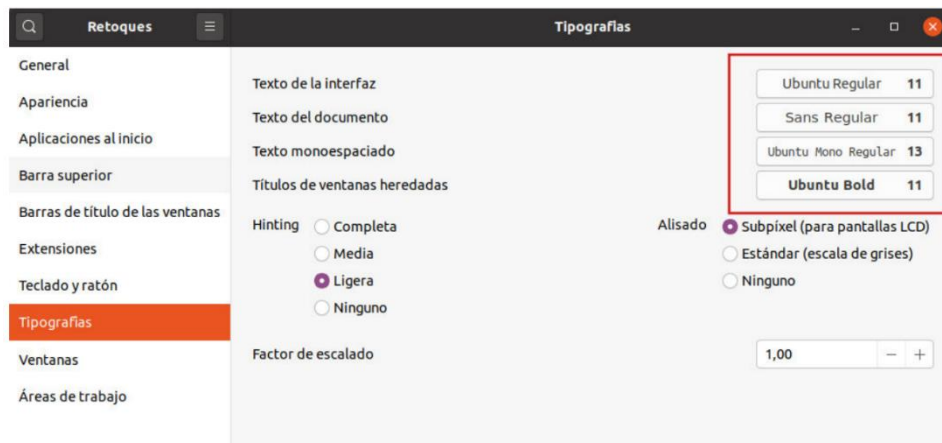 Retoques
Tipografías
General
Apariencia
Aplicaciones al inicio
Barra superior
Barras de título de las ventanas
Extensiones
Teclado y ratón
Tipografías
Ventanas
Áreas de trabajo
Texto de la interfaz Ubuntu Regular 11
Texto del documento Sans Regular 11
Texto monoespaciado Ubuntu Mono Regular 13
Títulos de ventanas heredadas Ubuntu Bold 11
Hinting Completa Alisado Subpíxel (para pantallas LCD)
Media Estándar (escala de grises)
Ligera Ninguno
Ninguno
Factor de escalado 1,00 − +